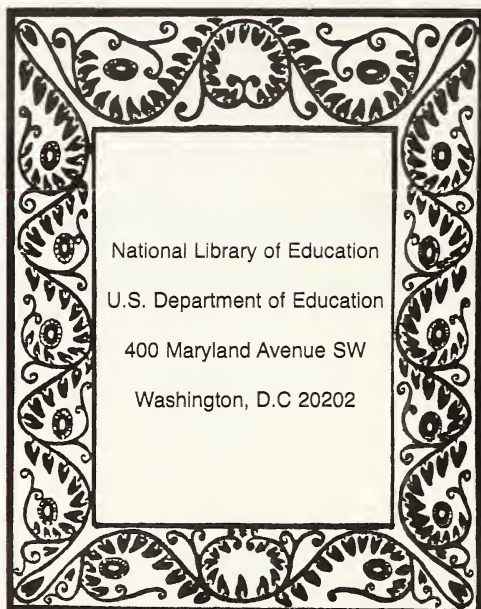 National Library of Education
U.S. Department of Education
400 Maryland Avenue SW
Washington, D.C 20202